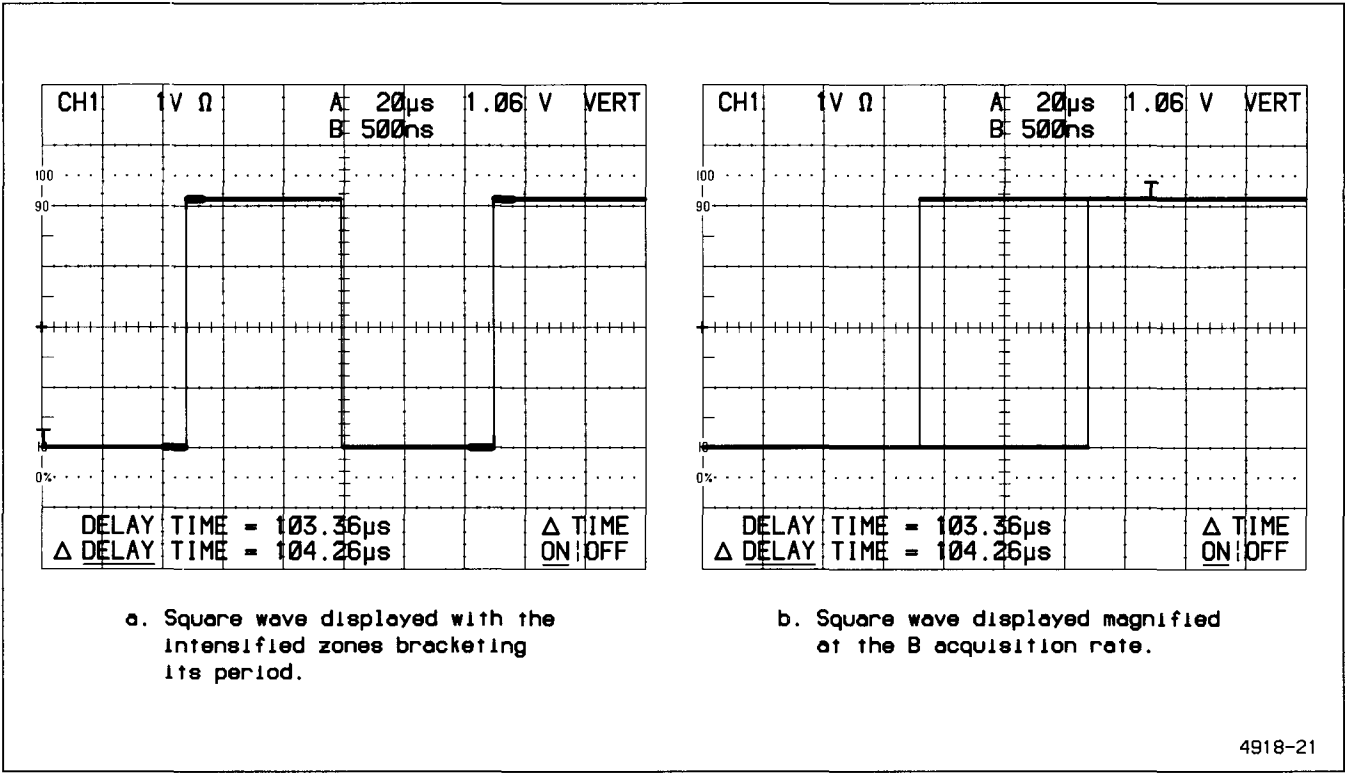 CH1 1V Ω A 20µs 1.06 V VERT
B 500ns
100
90
10
0%
DELAY TIME = 103.36µs Δ TIME
Δ DELAY TIME = 104.26µs ON¦OFF
a. Square wave displayed with the
intensified zones bracketing
its period.
CH1 1V Ω A 20µs 1.06 V VERT
B 500ns
T
100
90
10
0%
DELAY TIME = 103.36µs Δ TIME
Δ DELAY TIME = 104.26µs ON¦OFF
b. Square wave displayed magnified
at the B acquisition rate.
4918-21